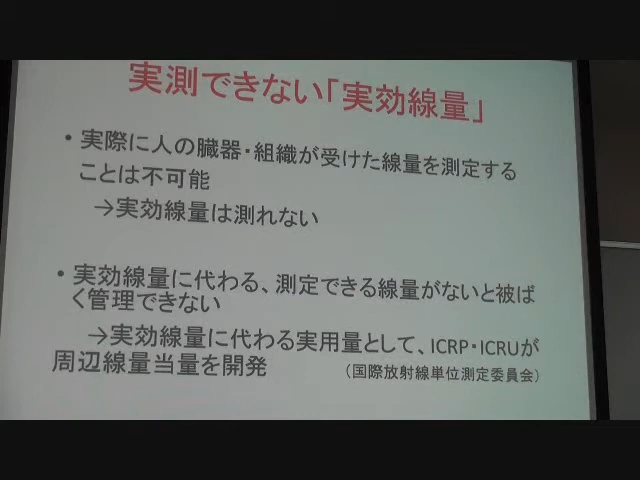 実測できない「実効線量」
・実際に人の臓器・組織が受けた線量を測定する
ことは不可能
→実効線量は測れない
・実効線量に代わる、測定できる線量がないと被ば
く管理できない
→実効線量に代わる実用量として、ICRP・ICRUが
周辺線量当量を開発
（国際放射線単位測定委員会）